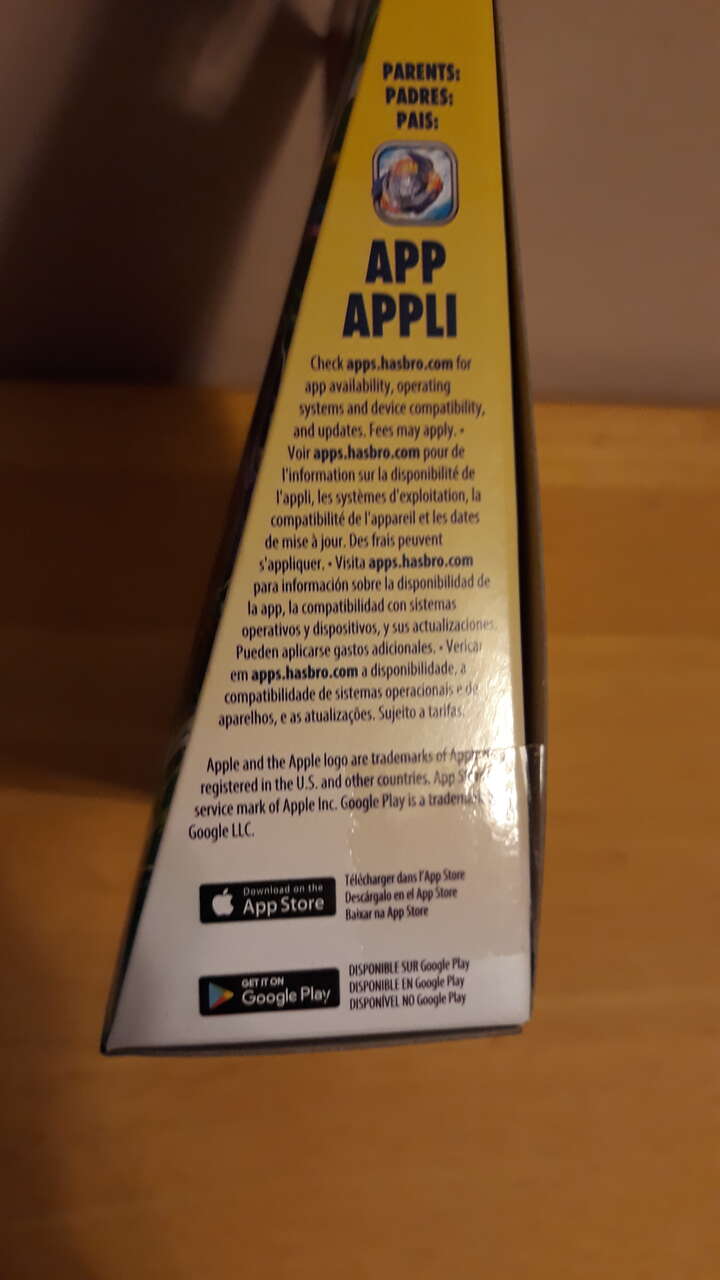 PARENTS:
PADRES:
PAIS:
APP
APPLI
Check apps.hasbro.com for
app availability, operating
systems and device compatibility,
and updates. Fees may apply. •
Voir apps.hasbro.com pour de
l'information sur la disponibilité de
l'appli, les systèmes d'exploitation, la
compatibilité de l'appareil et les dates
de mise à jour. Des frais peuvent
s'appliquer. • Visita apps.hasbro.com
para información sobre la disponibilidad de
la app, la compatibilidad con sistemas
operativos y dispositivos, y sus actualizaciones.
Pueden aplicarse gastos adicionales. • Vericar
em apps.hasbro.com a disponibilidade, a
compatibilidade de sistemas operacionais e de
aparelhos, e as atualizações. Sujeito a tarifas.
Apple and the Apple logo are trademarks of
registered in the U.S. and other countries. App
service mark of Apple Inc. Google Play is a
Google LLC.
Download on the
App Store
Télécharger dans l'App Store
Descárgalo en el App Store
Baixar na App Store
GET IT ON
Google Play
DISPONIBLE SUR Google Play
DISPONIBLE EN Google Play
DISPONÍVEL NO Google Play